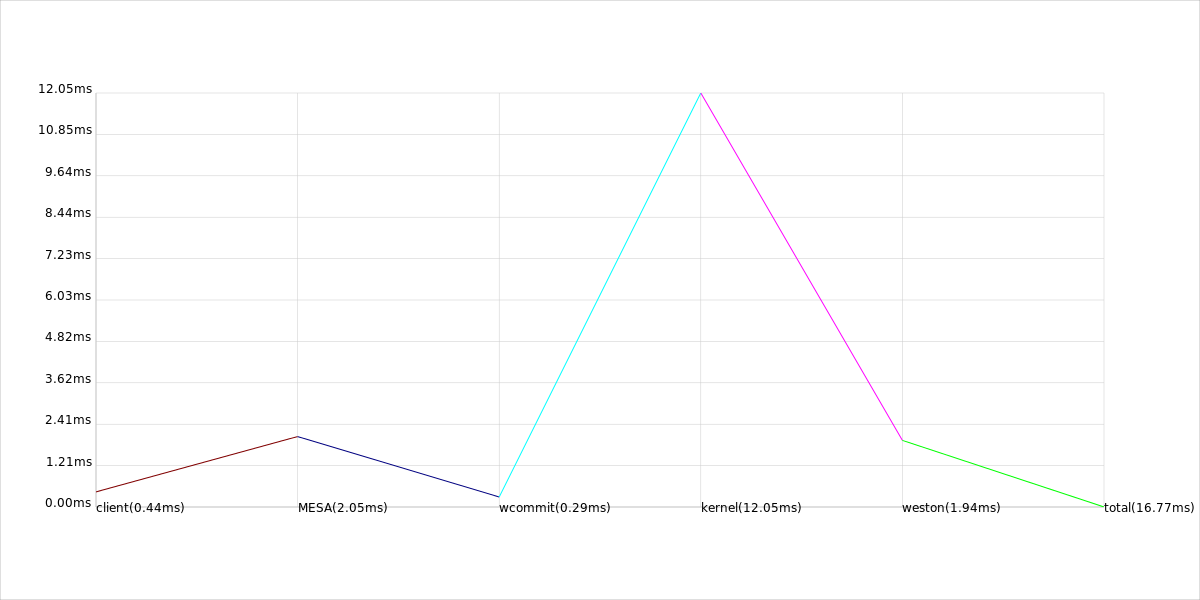 12.05ms
10.85ms
9.64ms
8.44ms
7.23ms
6.03ms
4.82ms
3.62ms
2.41ms
1.21ms
0.00ms
client(0.44ms) MESA(2.05ms) wcommit(0.29ms) kernel(12.05ms) weston(1.94ms) total(16.77ms)